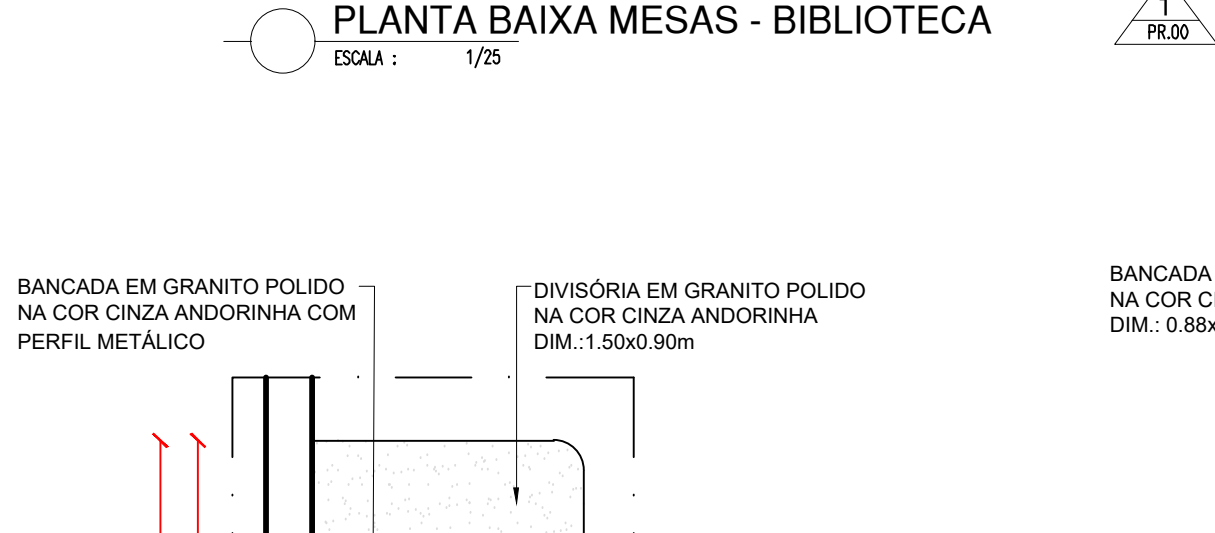 PLANTA BAIXA MESAS - BIBLIOTECA
ESCALA : 1/25
1
PR.00
BANCADA EM GRANITO POLIDO
NA COR CINZA ANDORINHA COM
PERFIL METÁLICO
DIVISÓRIA EM GRANITO POLIDO
NA COR CINZA ANDORINHA
DIM.:1.50x0.90m
BANCADA
NA COR
DIM.: 0.88x